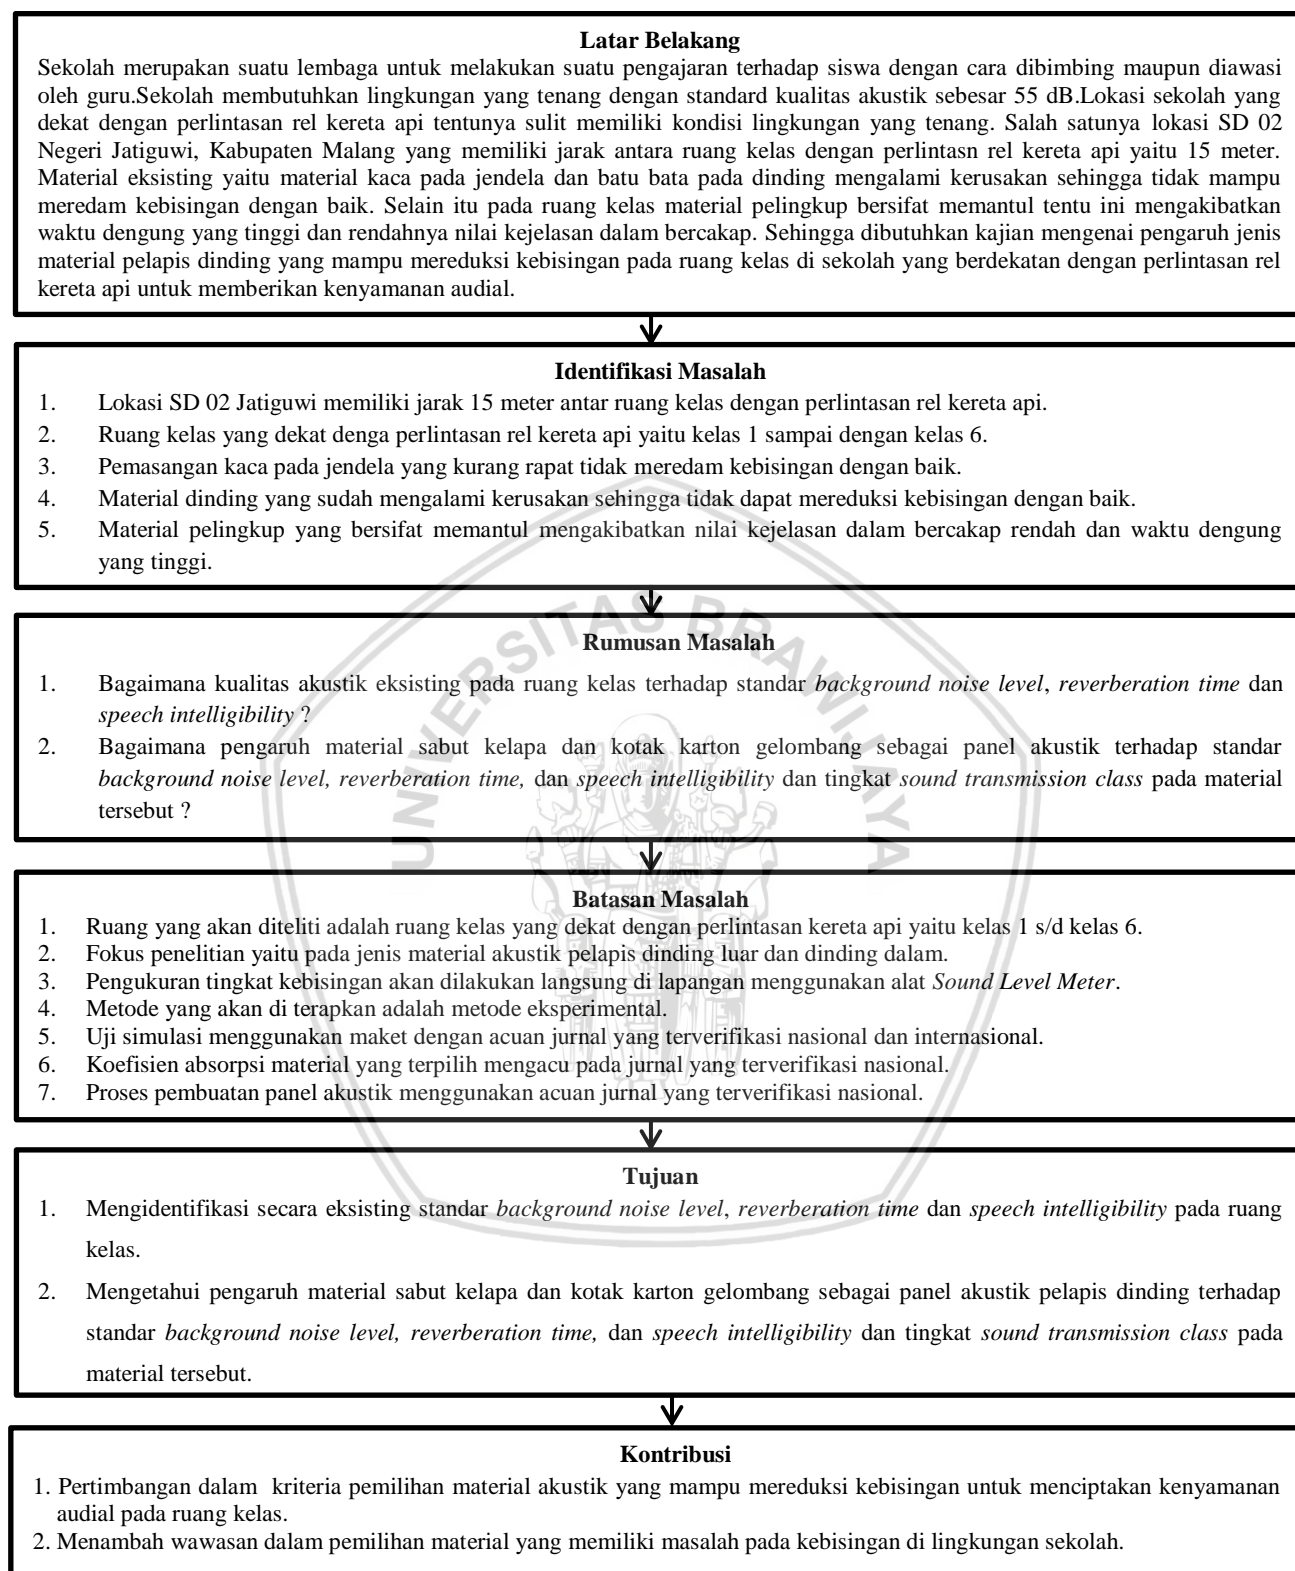 Latar Belakang
Sekolah merupakan suatu lembaga untuk melakukan suatu pengajaran terhadap siswa dengan cara dibimbing maupun diawasi
oleh guru.Sekolah membutuhkan lingkungan yang tenang dengan standard kualitas akustik sebesar 55 dB.Lokasi sekolah yang
dekat dengan perlintasan rel kereta api tentunya sulit memiliki kondisi lingkungan yang tenang. Salah satunya lokasi SD 02
Negeri Jatiguwi, Kabupaten Malang yang memiliki jarak antara ruang kelas dengan perlintasn rel kereta api yaitu 15 meter.
Material eksisting yaitu material kaca pada jendela dan batu bata pada dinding mengalami kerusakan sehingga tidak mampu
meredam kebisingan dengan baik. Selain itu pada ruang kelas material pelingkup bersifat memantul tentu ini mengakibatkan
waktu dengung yang tinggi dan rendahnya nilai kejelasan dalam bercakap. Sehingga dibutuhkan kajian mengenai pengaruh jenis
material pelapis dinding yang mampu mereduksi kebisingan pada ruang kelas di sekolah yang berdekatan dengan perlintasan rel
kereta api untuk memberikan kenyamanan audial.
Identifikasi Masalah
1. Lokasi SD 02 Jatiguwi memiliki jarak 15 meter antar ruang kelas dengan perlintasan rel kereta api.
2. Ruang kelas yang dekat denga perlintasan rel kereta api yaitu kelas 1 sampai dengan kelas 6.
3. Pemasangan kaca pada jendela yang kurang rapat tidak meredam kebisingan dengan baik.
4. Material dinding yang sudah mengalami kerusakan sehingga tidak dapat mereduksi kebisingan dengan baik.
5. Material pelingkup yang bersifat memantul mengakibatkan nilai kejelasan dalam bercakap rendah dan waktu dengung
yang tinggi.
UNIVERSITAS BRAWIJAYA
Rumusan Masalah
1. Bagaimana kualitas akustik eksisting pada ruang kelas terhadap standar background noise level, reverberation time dan
speech intelligibility ?
2. Bagaimana pengaruh material sabut kelapa dan kotak karton gelombang sebagai panel akustik terhadap standar
background noise level, reverberation time, dan speech intelligibility dan tingkat sound transmission class pada material
tersebut ?
Batasan Masalah
1. Ruang yang akan diteliti adalah ruang kelas yang dekat dengan perlintasan kereta api yaitu kelas 1 s/d kelas 6.
2. Fokus penelitian yaitu pada jenis material akustik pelapis dinding luar dan dinding dalam.
3. Pengukuran tingkat kebisingan akan dilakukan langsung di lapangan menggunakan alat Sound Level Meter.
4. Metode yang akan di terapkan adalah metode eksperimental.
5. Uji simulasi menggunakan maket dengan acuan jurnal yang terverifikasi nasional dan internasional.
6. Koefisien absorpsi material yang terpilih mengacu pada jurnal yang terverifikasi nasional.
7. Proses pembuatan panel akustik menggunakan acuan jurnal yang terverifikasi nasional.
Tujuan
1. Mengidentifikasi secara eksisting standar background noise level, reverberation time dan speech intelligibility pada ruang
kelas.
2. Mengetahui pengaruh material sabut kelapa dan kotak karton gelombang sebagai panel akustik pelapis dinding terhadap
standar background noise level, reverberation time, dan speech intelligibility dan tingkat sound transmission class pada
material tersebut.
Kontribusi
1. Pertimbangan dalam kriteria pemilihan material akustik yang mampu mereduksi kebisingan untuk menciptakan kenyamanan
audial pada ruang kelas.
2. Menambah wawasan dalam pemilihan material yang memiliki masalah pada kebisingan di lingkungan sekolah.